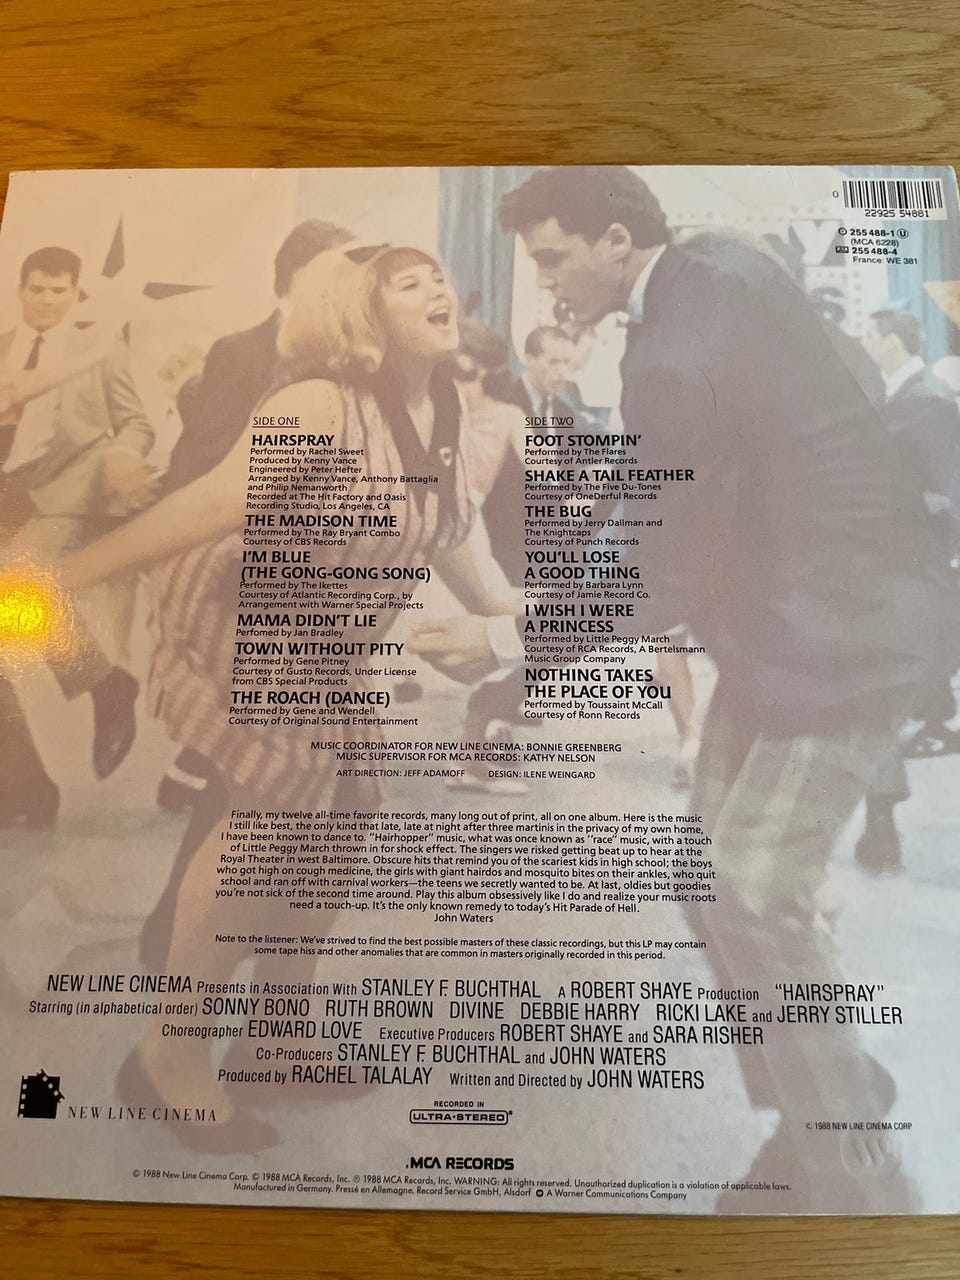 0
22925 54881
℗ 255 488-1 Ⓤ
(MCA 6228)
255 488-4
France: WE 381
SIDE ONE
HAIRSPRAY
Performed by Rachel Sweet
Produced by Kenny Vance
Engineered by Peter Hefter
Arranged by Kenny Vance, Anthony Battaglia
and Philip Nemanworth
Recorded at The Hit Factory and Oasis
Recording Studio, Los Angeles, CA
THE MADISON TIME
Performed by The Ray Bryant Combo
Courtesy of CBS Records
I'M BLUE
(THE GONG-GONG SONG)
Performed by The Ikettes
Courtesy of Atlantic Recording Corp., by
Arrangement with Warner Special Projects
MAMA DIDN'T LIE
Perfomed by Jan Bradley
TOWN WITHOUT PITY
Performed by Gene Pitney
Courtesy of Gusto Records, Under License
from CBS Special Products
THE ROACH (DANCE)
Performed by Gene and Wendell
Courtesy of Original Sound Entertainment
SIDE TWO
FOOT STOMPIN'
Performed by The Flares
Courtesy of Antler Records
SHAKE A TAIL FEATHER
Performed by The Five Du-Tones
Courtesy of OneDerful Records
THE BUG
Performed by Jerry Dallman and
The Knightcaps
Courtesy of Punch Records
YOU'LL LOSE
A GOOD THING
Performed by Barbara Lynn
Courtesy of Jamie Record Co.
I WISH I WERE
A PRINCESS
Performed by Little Peggy March
Courtesy of RCA Records, A Bertelsmann
Music Group Company
NOTHING TAKES
THE PLACE OF YOU
Performed by Toussaint McCall
Courtesy of Ronn Records
MUSIC COORDINATOR FOR NEW LINE CINEMA: BONNIE GREENBERG
MUSIC SUPERVISOR FOR MCA RECORDS: KATHY NELSON
ART DIRECTION: JEFF ADAMOFF DESIGN: ILENE WEINGARD
Finally, my twelve all-time favorite records, many long out of print, all on one album. Here is the music
I still like best, the only kind that late, late at night after three martinis in the privacy of my own home,
I have been known to dance to. "Hairhopper" music, what was once known as "race" music, with a touch
of Little Peggy March thrown in for shock effect. The singers we risked getting beat up to hear at the
Royal Theater in west Baltimore. Obscure hits that remind you of the scariest kids in high school; the boys
who got high on cough medicine, the girls with giant hairdos and mosquito bites on their ankles, who quit
school and ran off with carnival workers—the teens we secretly wanted to be. At last, oldies but goodies
you're not sick of the second time around. Play this album obsessively like I do and realize your music roots
need a touch-up. It's the only known remedy to today's Hit Parade of Hell.
John Waters
Note to the listener: We've strived to find the best possible masters of these classic recordings, but this LP may contain
some tape hiss and other anomalies that are common in masters originally recorded in this period.
NEW LINE CINEMA Presents in Association With STANLEY F. BUCHTHAL A ROBERT SHAYE Production "HAIRSPRAY"
Starring (in alphabetical order) SONNY BONO RUTH BROWN DIVINE DEBBIE HARRY RICKI LAKE and JERRY STILLER
Choreographer EDWARD LOVE Executive Producers ROBERT SHAYE and SARA RISHER
Co-Producers STANLEY F. BUCHTHAL and JOHN WATERS
Produced by RACHEL TALALAY Written and Directed by JOHN WATERS
NEW LINE CINEMA
RECORDED IN
ULTRA*STEREO®
© 1988 NEW LINE CINEMA CORP
MCA RECORDS
© 1988 New Line Cinema Corp. © 1988 MCA Records, Inc. ℗ 1988 MCA Records, Inc. WARNING: All rights reserved. Unauthorized duplication is a violation of applicable laws.
Manufactured in Germany. Pressé en Allemagne. Record Service GmbH, Alsdorf A Warner Communications Company